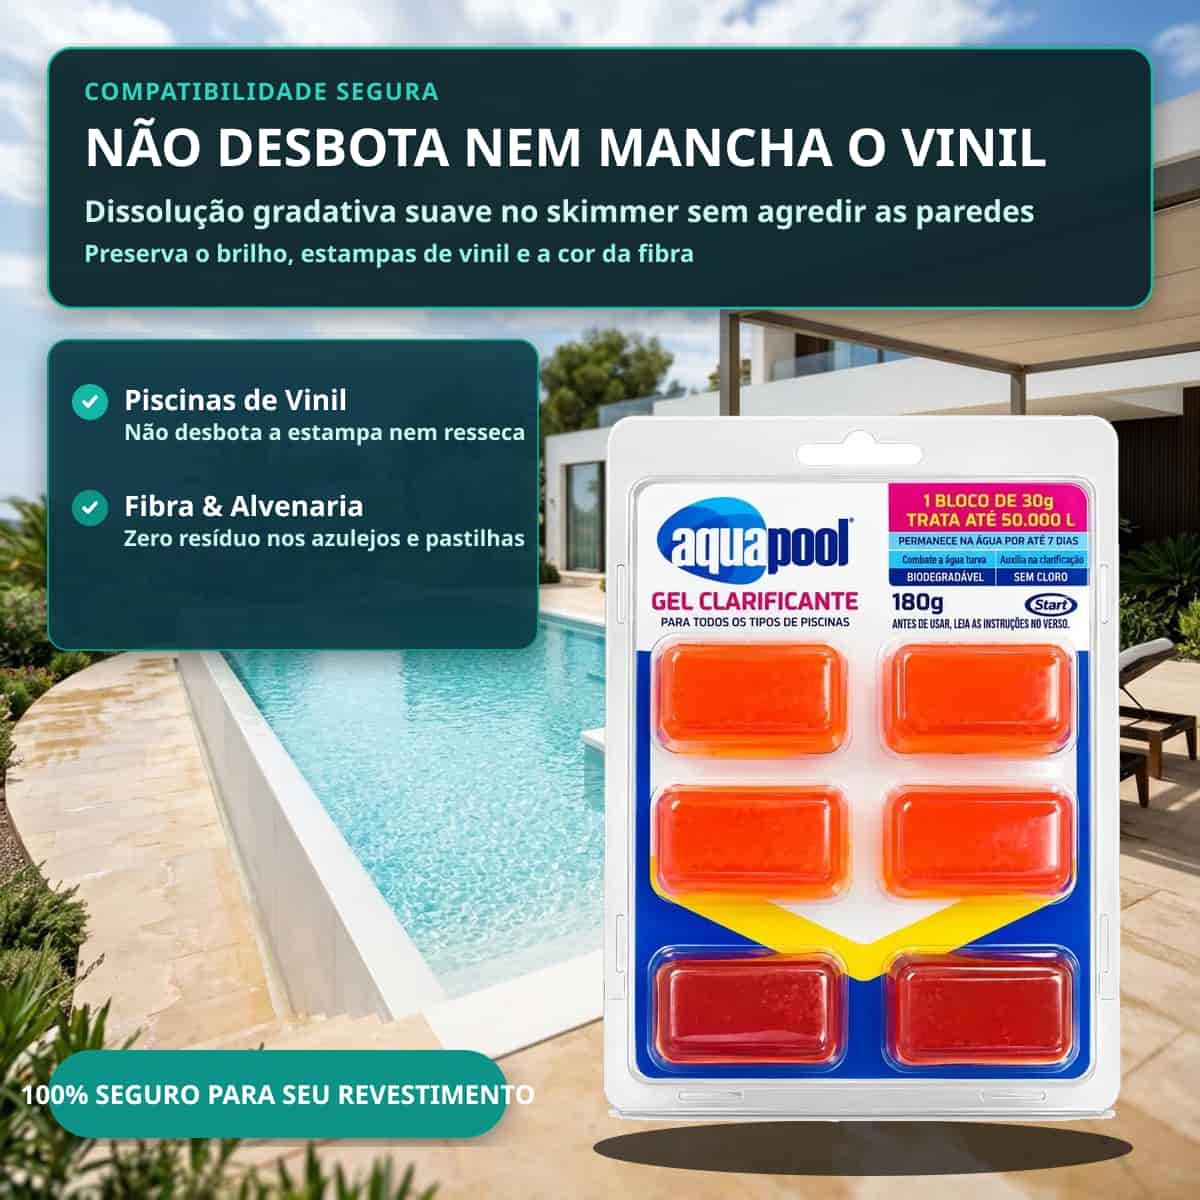 COMPATIBILIDADE SEGURA
NÃO DESBOTA NEM MANCHA O VINIL
Dissolução gradativa suave no skimmer sem agredir as paredes
Preserva o brilho, estampas de vinil e a cor da fibra
Piscinas de Vinil
Não desbota a estampa nem resseca
Fibra & Alvenaria
Zero resíduo nos azulejos e pastilhas
aquapool
GEL CLARIFICANTE
PARA TODOS OS TIPOS DE PISCINAS
1 BLOCO DE 30g
TRATA ATÉ 50.000 L
PERMANECE NA ÁGUA POR ATÉ 7 DIAS
Combate a água turva Auxilia na clarificação
BIODEGRADÁVEL SEM CLORO
180g Start
ANTES DE USAR, LEIA AS INSTRUÇÕES NO VERSO.
100% SEGURO PARA SEU REVESTIMENTO